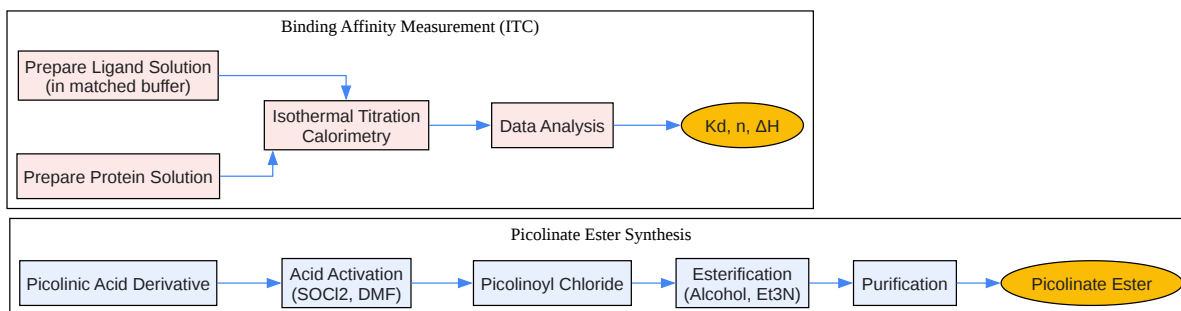 Binding Affinity Measurement (ITC)
Prepare Ligand Solution
(in matched buffer)
Isothermal Titration
Calorimetry
Data Analysis
Kd, n, ΔH
Prepare Protein Solution
Picolinate Ester Synthesis
Picolinic Acid Derivative
Acid Activation
(SOCl2, DMF)
Picolinoyl Chloride
Esterification
(Alcohol, Et3N)
Purification
Picolinate Ester